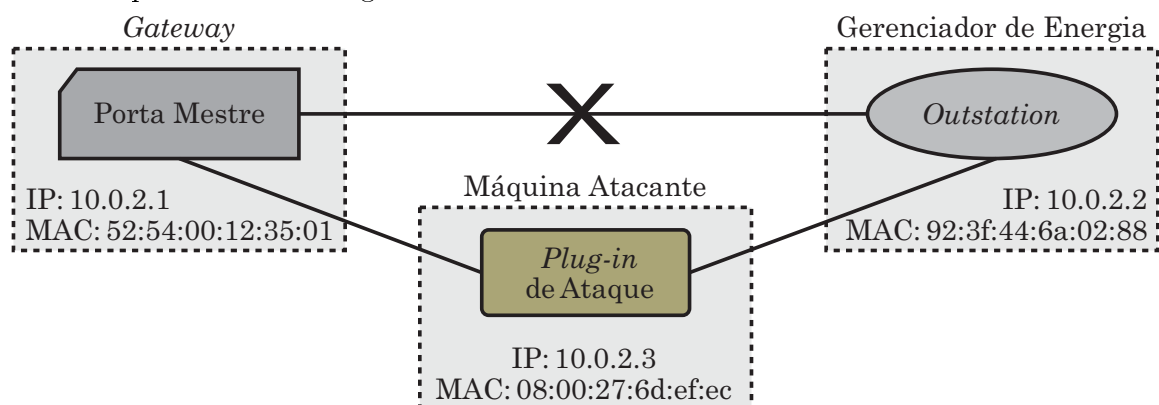 Gateway
Gerenciador de Energia
Porta Mestre
Outstation
IP: 10.0.2.1
MAC: 52:54:00:12:35:01
Máquina Atacante
IP: 10.0.2.2
MAC: 92:3f:44:6a:02:88
Plug-in
de Ataque
IP: 10.0.2.3
MAC: 08:00:27:6d:ef:ec